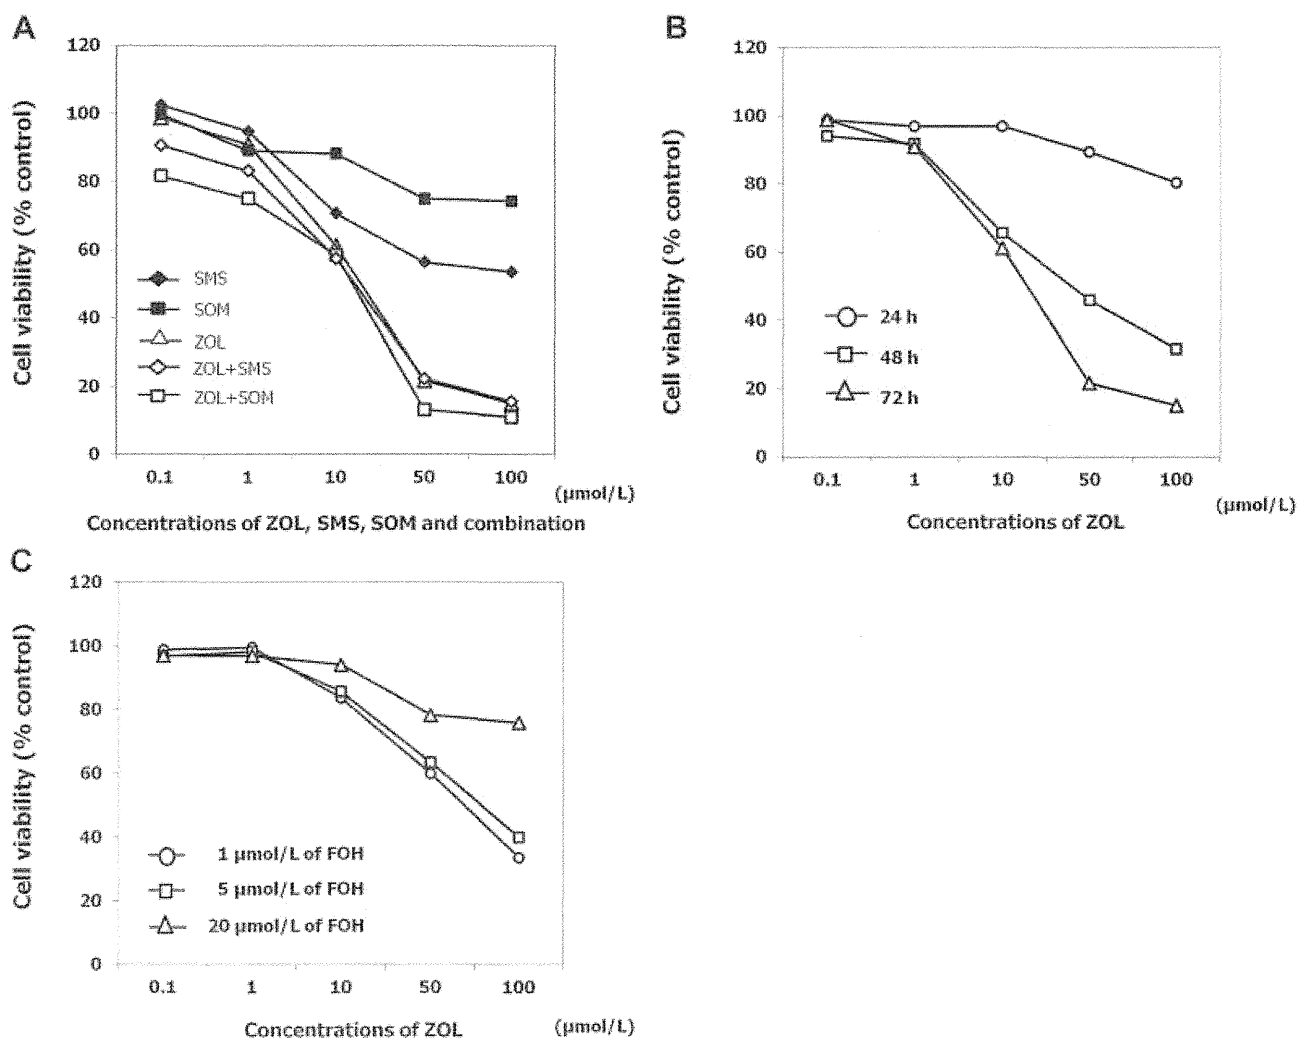 A
Cell viability (% control)
120
100
80
60
40
20
0
SMS
SOM
ZOL
ZOL+SMS
ZOL+SOM
0.1 1 10 50 100
(µmol/L)
Concentrations of ZOL, SMS, SOM and combination
B
Cell viability (% control)
120
100
80
60
40
20
0
24 h
48 h
72 h
0.1 1 10 50 100
(µmol/L)
Concentrations of ZOL
C
Cell viability (% control)
120
100
80
60
40
20
0
1 µmol/L of FOH
5 µmol/L of FOH
20 µmol/L of FOH
0.1 1 10 50 100
Concentrations of ZOL (µmol/L)